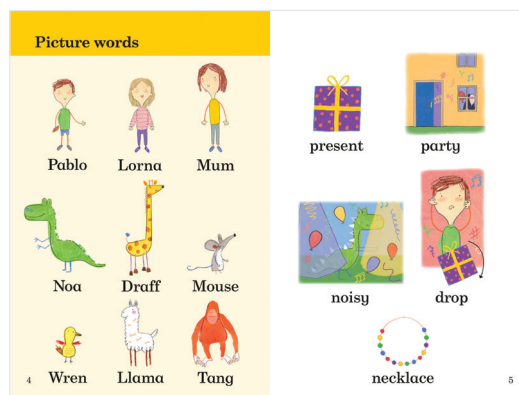 Picture words
Pablo Lorna Mum
Noa Draff Mouse
Wren Llama Tang
4
present party
noisy drop
necklace
5